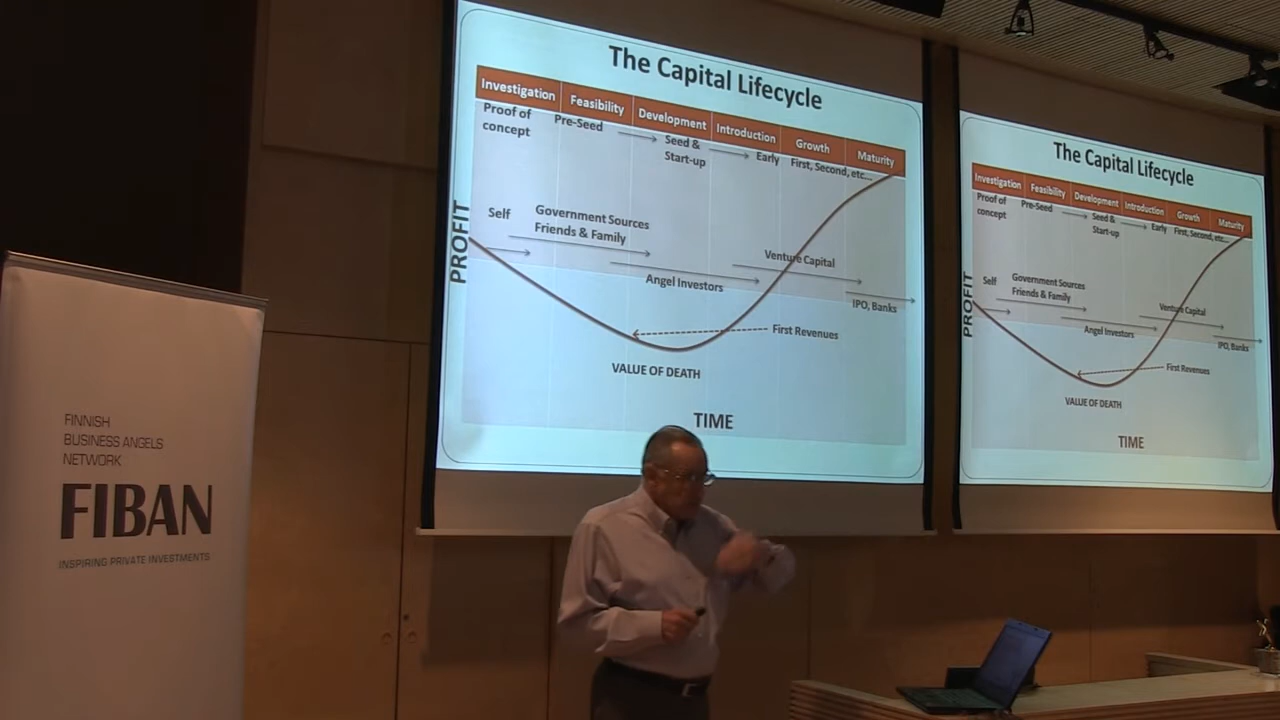 FINNISH
BUSINESS ANGELS
NETWORK
FIBAN
INSPIRING PRIVATE INVESTMENTS
The Capital Lifecycle
Investigation Feasibility Development Introduction Growth Maturity
Proof of
concept
Pre-Seed
Seed &
Start-up
Early
First, Second, etc...
Self
Government Sources
Friends & Family
Angel Investors
Venture Capital
IPO, Banks
First Revenues
VALUE OF DEATH
PROFIT
TIME
The Capital Lifecycle
Investigation Feasibility Development Introduction Growth Maturity
Proof of
concept
Pre-Seed
Seed &
Start-up
Early
First, Second, etc...
Self
Government Sources
Friends & Family
Angel Investors
Venture Capital
IPO, Banks
First Revenues
VALUE OF DEATH
PROFIT
TIME